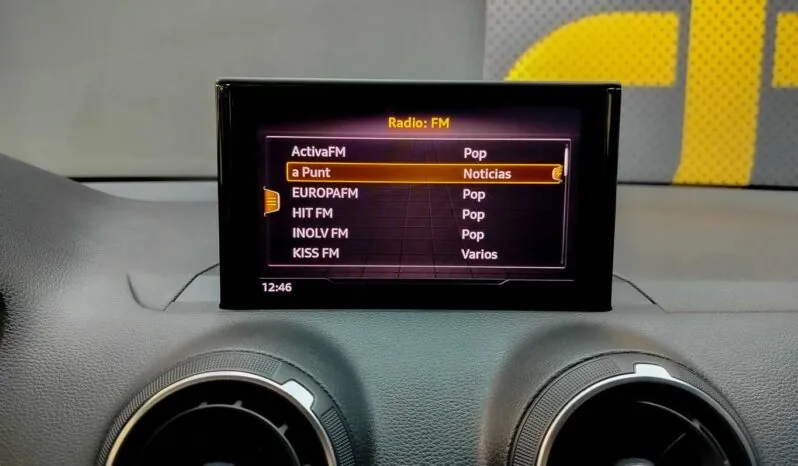 Radio: FM
ActivaFM Pop
a Punt Noticias
EUROPAFM Pop
HIT FM Pop
INOLV FM Pop
KISS FM Varios
12:46